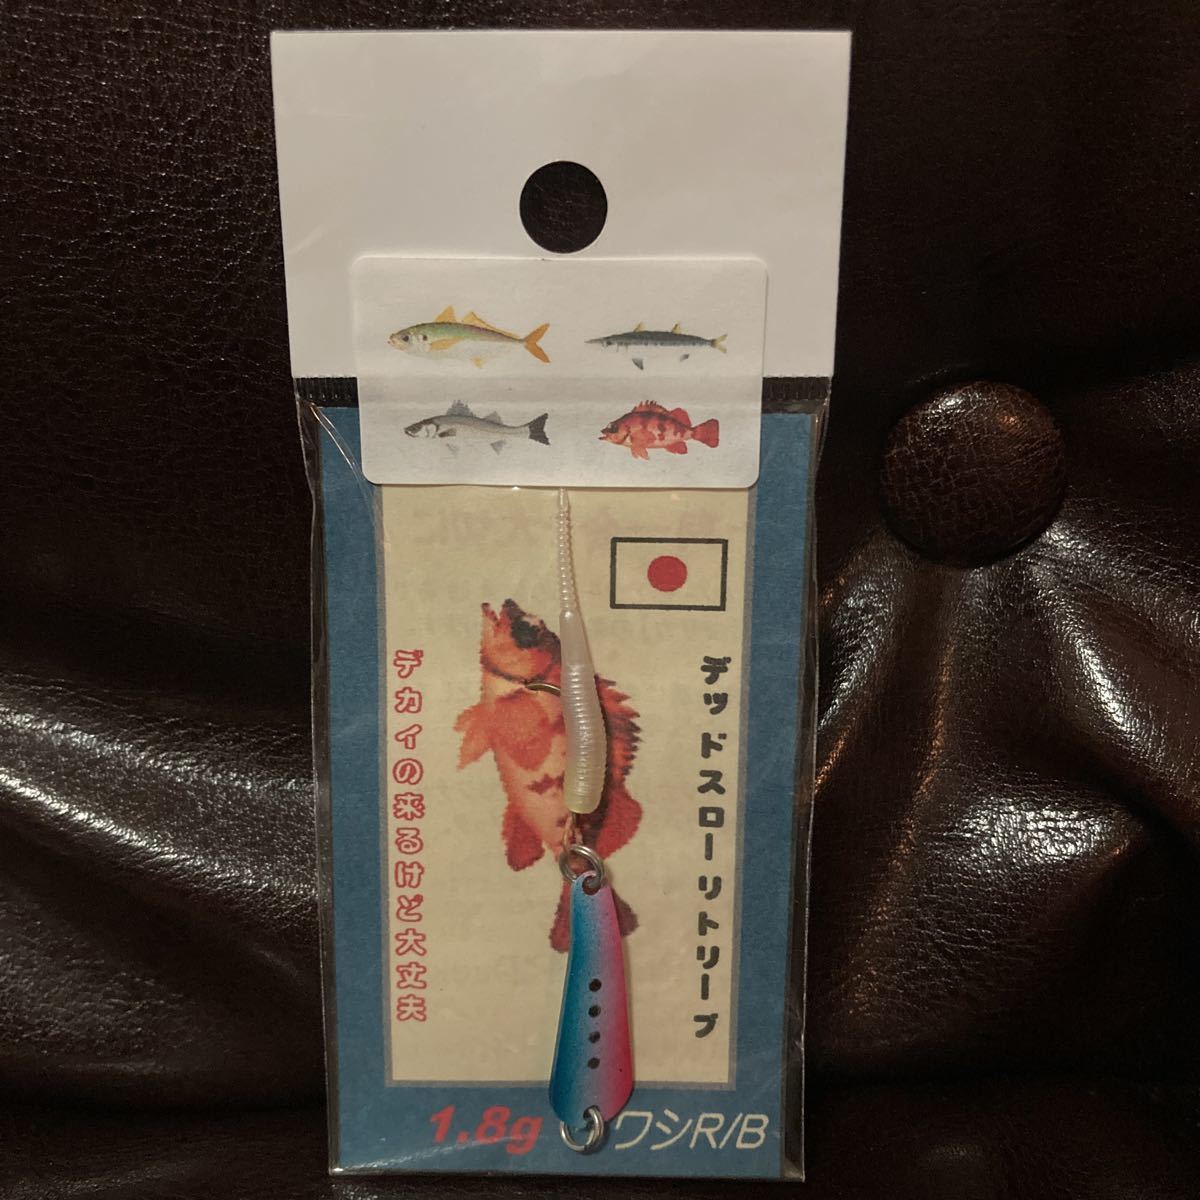 デッドスローリトリーブ
デカイの来るけど大丈夫
1.8g
ワシR/B